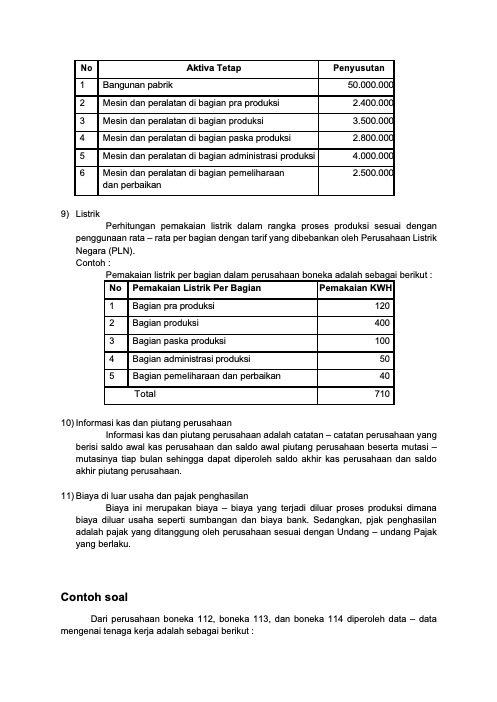 No Aktiva Tetap Penyusutan
1 Bangunan pabrik 50.000.000
2 Mesin dan peralatan di bagian pra produksi 2.400.000
3 Mesin dan peralatan di bagian produksi 3.500.000
4 Mesin dan peralatan di bagian paska produksi 2.800.000
5 Mesin dan peralatan di bagian administrasi produksi 4.000.000
6 Mesin dan peralatan di bagian pemeliharaan 2.500.000
dan perbaikan
9) Listrik
Perhitungan pemakaian listrik dalam rangka proses produksi sesuai dengan
penggunaan rata – rata per bagian dengan tarif yang dibebankan oleh Perusahaan Listrik
Negara (PLN).
Contoh :
Pemakaian listrik per bagian dalam perusahaan boneka adalah sebagai berikut :
No Pemakaian Listrik Per Bagian Pemakaian KWH
1 Bagian pra produksi 120
2 Bagian produksi 400
3 Bagian paska produksi 100
4 Bagian administrasi produksi 50
5 Bagian pemeliharaan dan perbaikan 40
Total 710
10) Informasi kas dan piutang perusahaan
Informasi kas dan piutang perusahaan adalah catatan – catatan perusahaan yang
berisi saldo awal kas perusahaan dan saldo awal piutang perusahaan beserta mutasi –
mutasinya tiap bulan sehingga dapat diperoleh saldo akhir kas perusahaan dan saldo
akhir piutang perusahaan.
11) Biaya di luar usaha dan pajak penghasilan
Biaya ini merupakan biaya – biaya yang terjadi diluar proses produksi dimana
biaya diluar usaha seperti sumbangan dan biaya bank. Sedangkan, pjak penghasilan
adalah pajak yang ditanggung oleh perusahaan sesuai dengan Undang – undang Pajak
yang berlaku.
Contoh soal
Dari perusahaan boneka 112, boneka 113, dan boneka 114 diperoleh data – data
mengenai tenaga kerja adalah sebagai berikut :